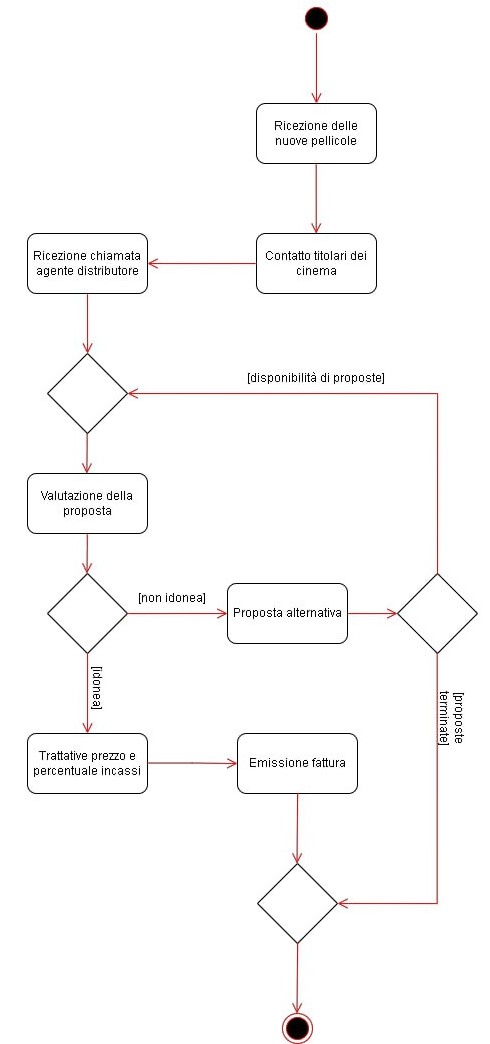 Ricezione delle
nuove pellicole
Ricezione chiamata
agente distributore
Contatto titolari dei
cinema
[disponibilità di proposte]
Valutazione della
proposta
[non idonea]
Proposta alternativa
[idonea]
[proposte
terminate]
Trattative prezzo e
percentuale incassi
Emissione fattura